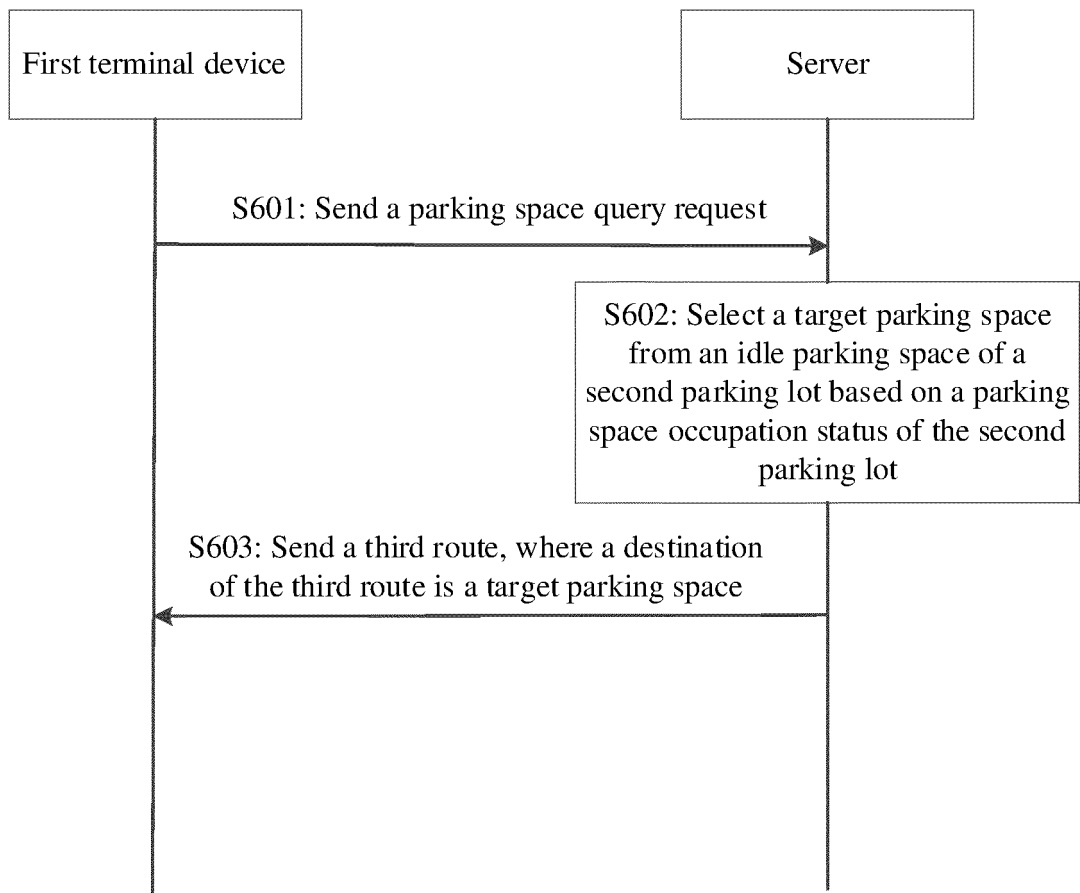 First terminal device
Server
S601: Send a parking space query request
S602: Select a target parking space
from an idle parking space of a
second parking lot based on a parking
space occupation status of the second
parking lot
S603: Send a third route, where a destination
of the third route is a target parking space